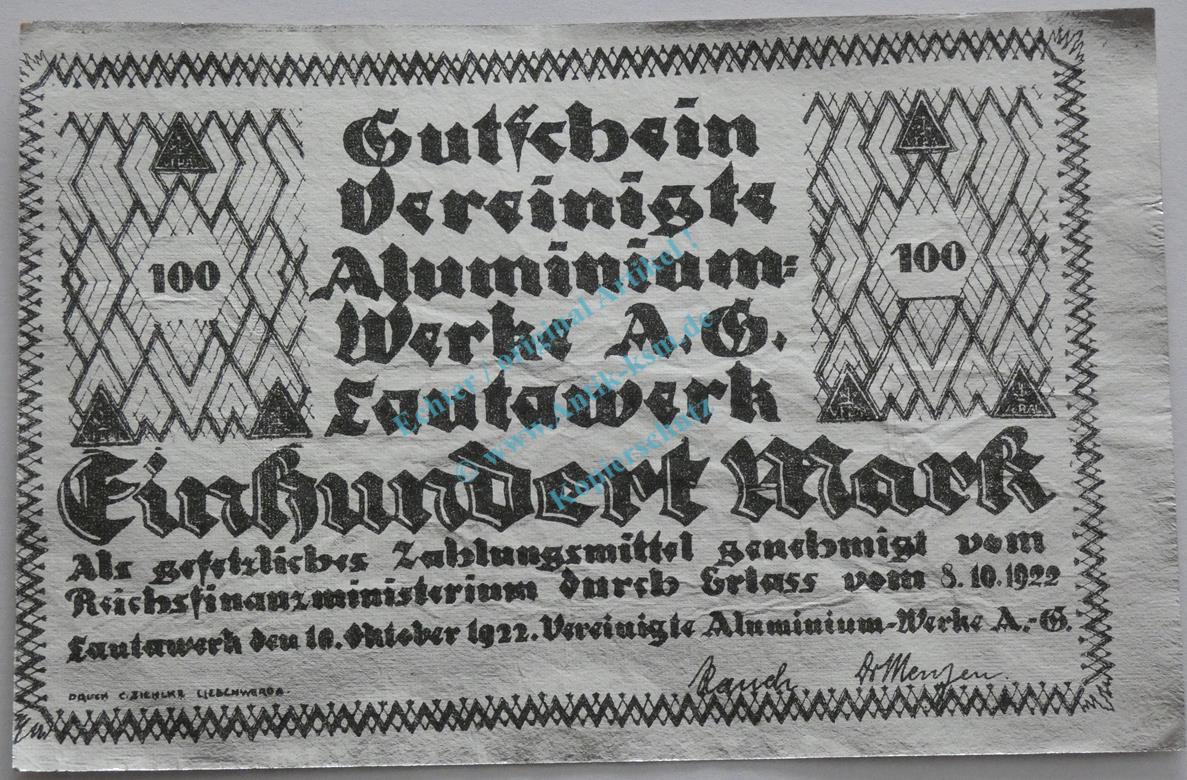 Gutschein
Vereinigte
Aluminium-
Werke A.G.
Lautawerk
100
100
Einhundert Mark
Als gesetzliches Zahlungsmittel genehmigt vom
Reichsfinanzministerium durch Erlass vom 8.10.1922
Lautawerk den 10. Oktober 1922. Vereinigte Aluminium-Werke A.-G.
Rauch Dr Menzen
DRUCK C. ZIEHLKE LIEBENWERDA
Fehler / original Artikel !
© www.Antik-ksm.de
Kopierschutz